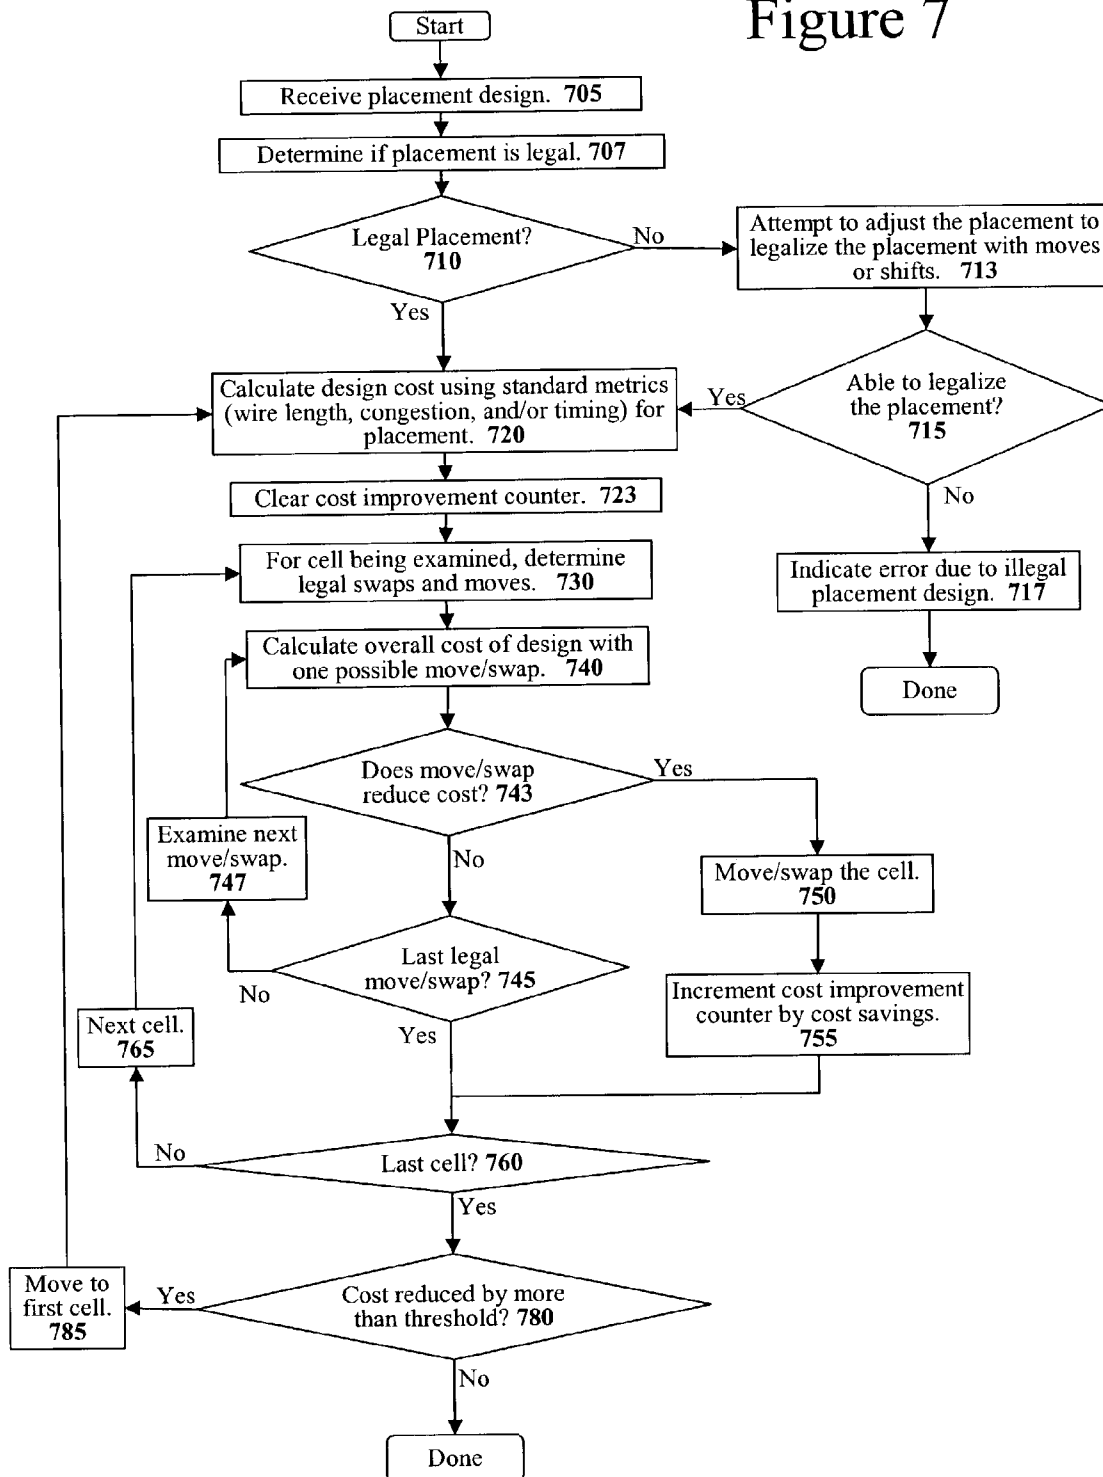 Figure 7
Start
Receive placement design. 705
Determine if placement is legal. 707
Legal Placement?
710
No
Yes
Attempt to adjust the placement to
legalize the placement with moves
or shifts. 713
Able to legalize
the placement?
715
Yes
No
Calculate design cost using standard metrics
(wire length, congestion, and/or timing) for
placement. 720
Clear cost improvement counter. 723
Indicate error due to illegal
placement design. 717
Done
For cell being examined, determine
legal swaps and moves. 730
Calculate overall cost of design with
one possible move/swap. 740
Does move/swap
reduce cost? 743
Yes
No
Examine next
move/swap.
747
Move/swap the cell.
750
Last legal
move/swap? 745
No
Yes
Increment cost improvement
counter by cost savings.
755
Next cell.
765
Last cell? 760
No
Yes
Cost reduced by more
than threshold? 780
Yes
Move to
first cell.
785
No
Done